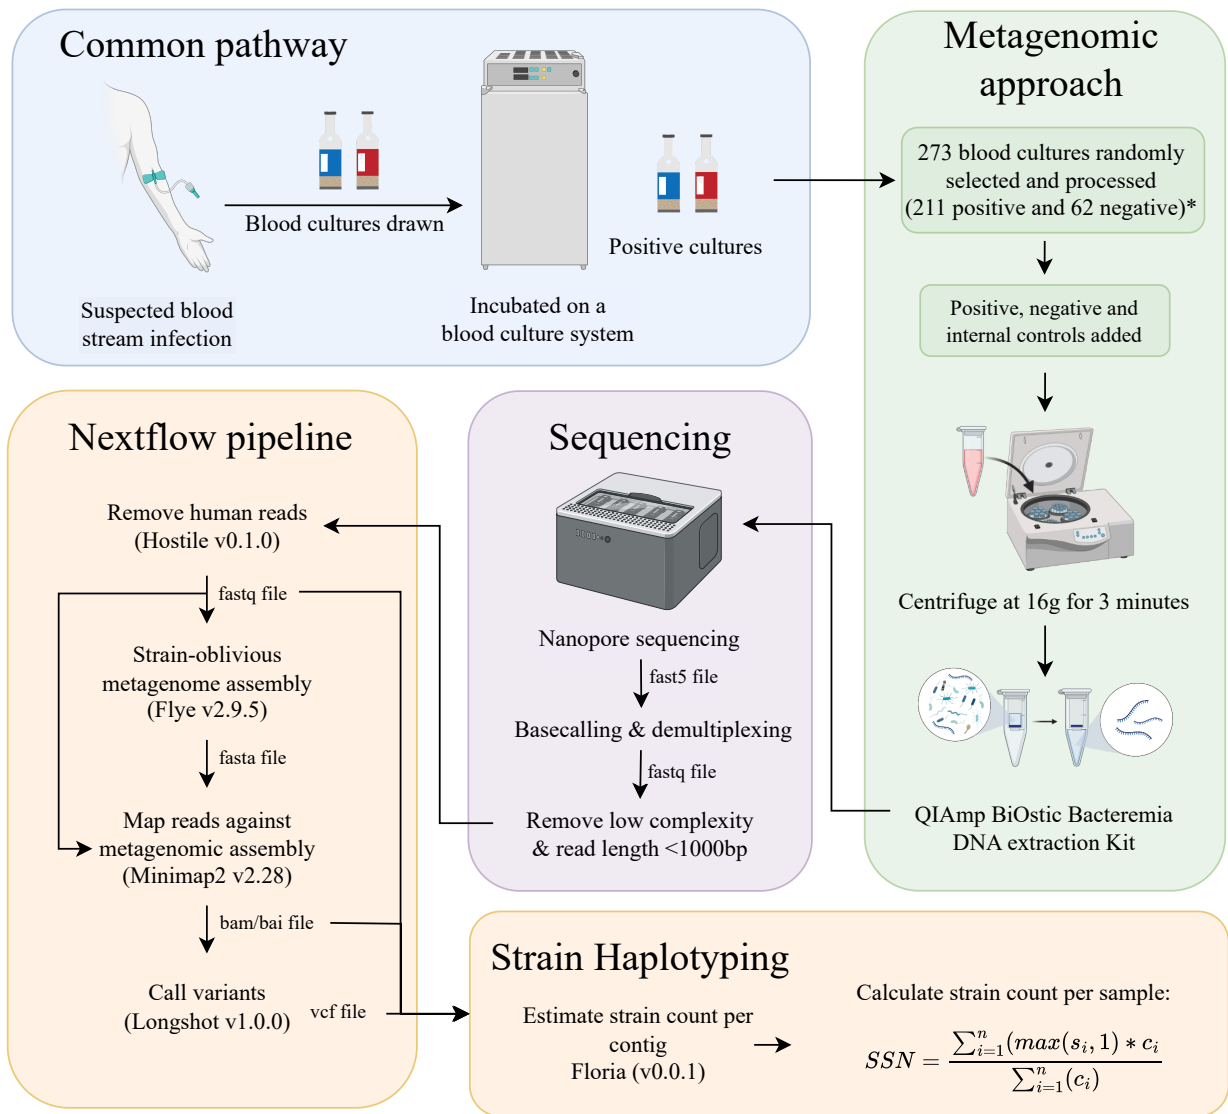 Common pathway
Blood cultures drawn
Positive cultures
Suspected blood
stream infection
Incubated on a
blood culture system
Metagenomic
approach
273 blood cultures randomly
selected and processed
(211 positive and 62 negative)*
Positive, negative and
internal controls added
Centrifuge at 16g for 3 minutes
QIAmp BiOstic Bacteremia
DNA extraction Kit
Sequencing
Nanopore sequencing
fast5 file
Basecalling & demultiplexing
fastq file
Remove low complexity
& read length <1000bp
Nextflow pipeline
Remove human reads
(Hostile v0.1.0)
fastq file
Strain-oblivious
metagenome assembly
(Flye v2.9.5)
fasta file
Map reads against
metagenomic assembly
(Minimap2 v2.28)
bam/bai file
Call variants
(Longshot v1.0.0)
vcf file
Strain Haplotyping
Estimate strain count per
contig
Floria (v0.0.1)
Calculate strain count per sample:
SSN = \frac{\sum_{i=1}^{n}(max(s_i, 1) * c_i}{\sum_{i=1}^{n}(c_i)}